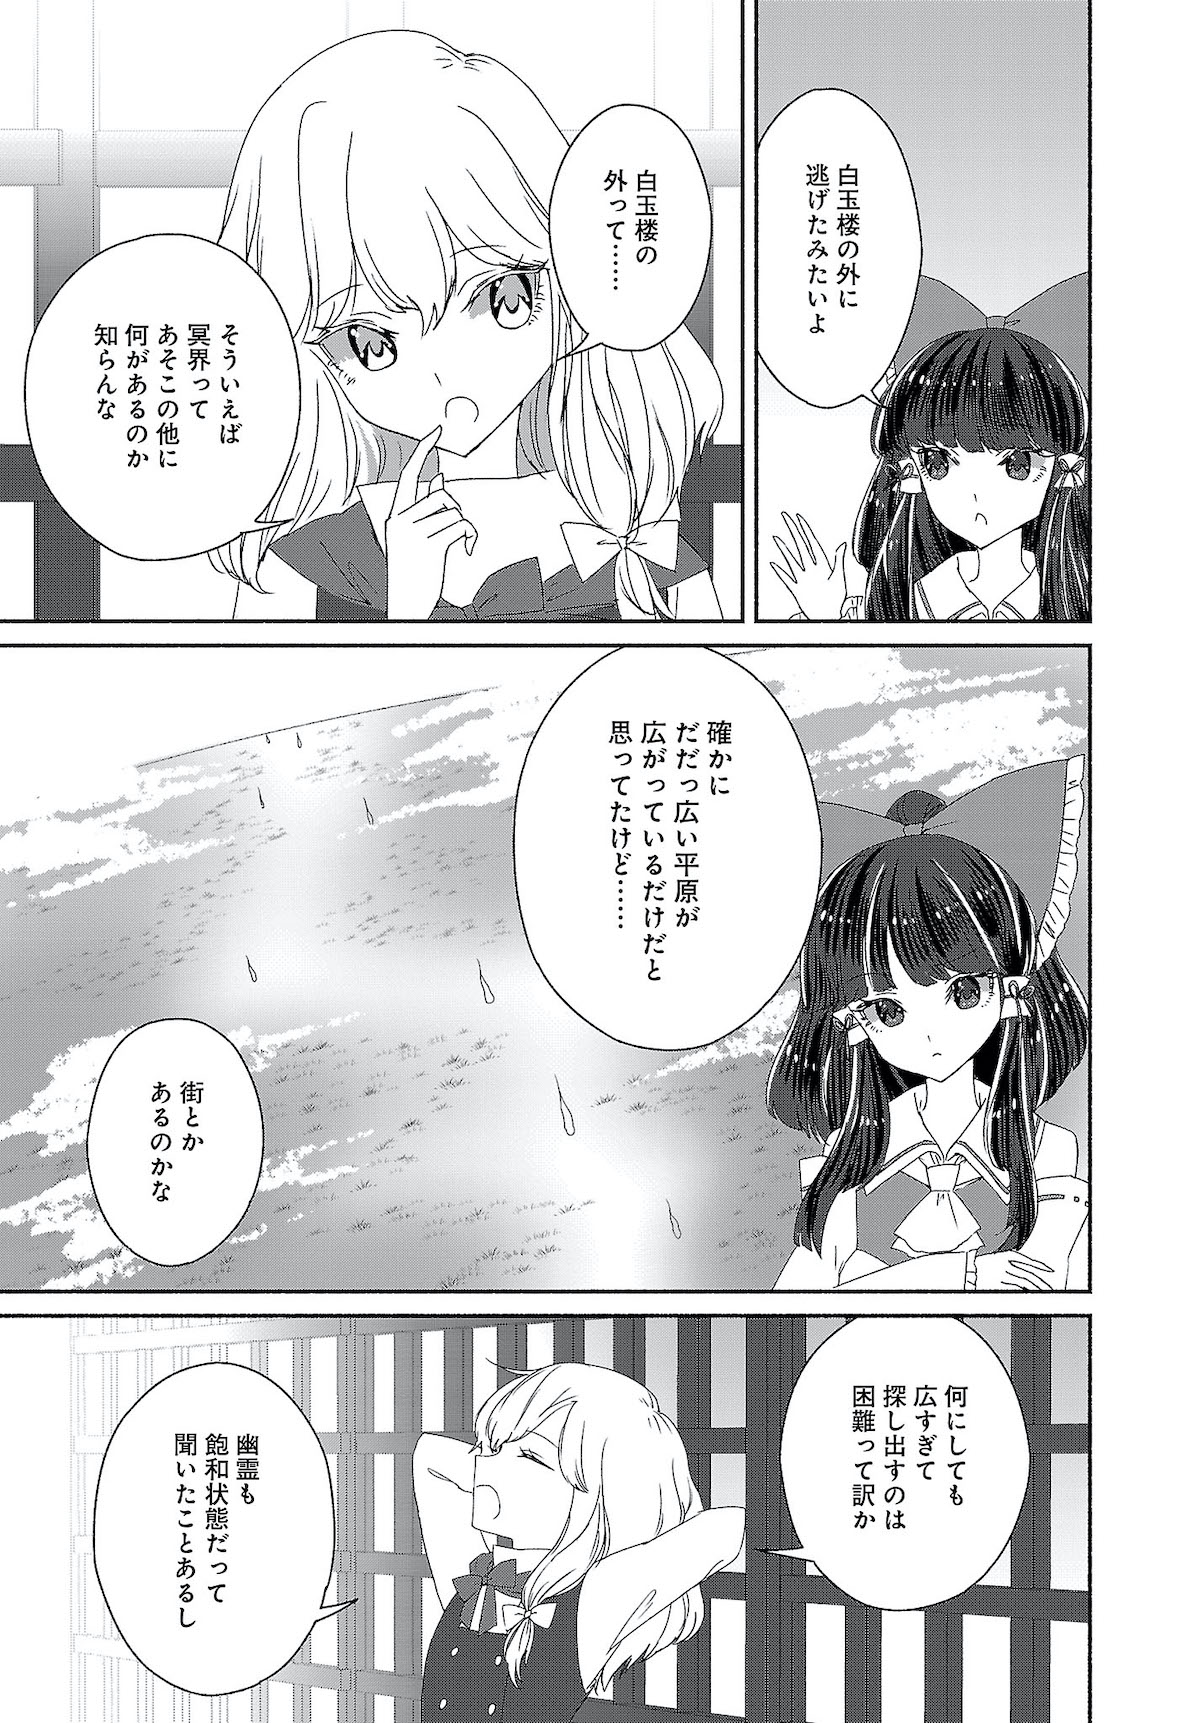 白玉楼の外に
逃げたみたいよ
白玉楼の
外って……
そういえば
冥界って
あそこの他に
何があるのか
知らんな
確かに
だだっ広い平原が
広がっているだけだと
思ってたけど……
街とか
あるのかな
何にしても
広すぎて
探し出すのは
困難って訳か
幽霊も
飽和状態だって
聞いたことあるし